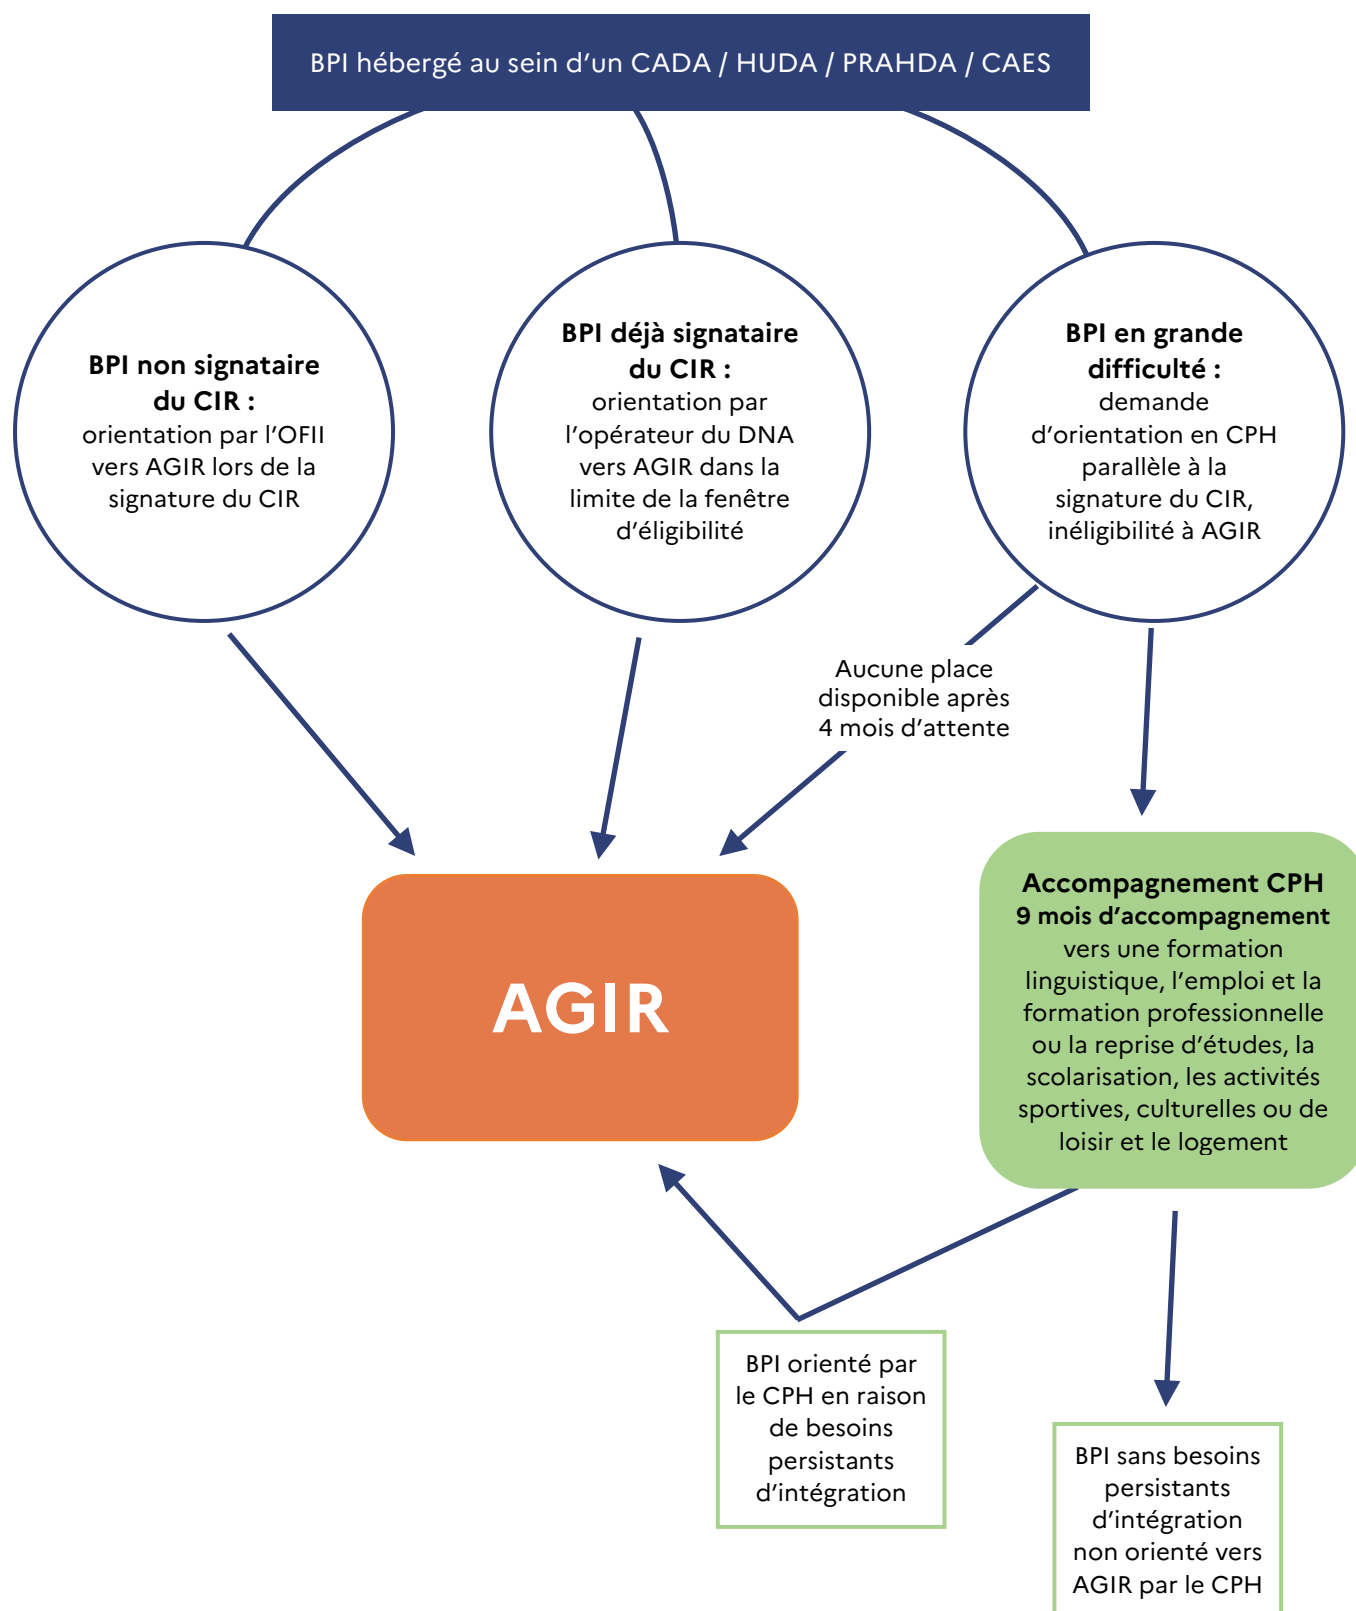 BPI hébergé au sein d’un CADA / HUDA / PRAHDA / CAES
BPI non signataire
du CIR :
orientation par l’OFII
vers AGIR lors de la
signature du CIR
BPI déjà signataire
du CIR :
orientation par
l’opérateur du DNA
vers AGIR dans la
limite de la fenêtre
d’éligibilité
BPI en grande
difficulté :
demande
d’orientation en CPH
parallèle à la
signature du CIR,
inéligibilité à AGIR
Aucune place
disponible après
4 mois d’attente
AGIR
Accompagnement CPH
9 mois d’accompagnement
vers une formation
linguistique, l’emploi et la
formation professionnelle
ou la reprise d’études, la
scolarisation, les activités
sportives, culturelles ou de
loisir et le logement
BPI orienté par
le CPH en raison
de besoins
persistants
d’intégration
BPI sans besoins
persistants
d’intégration
non orienté vers
AGIR par le CPH